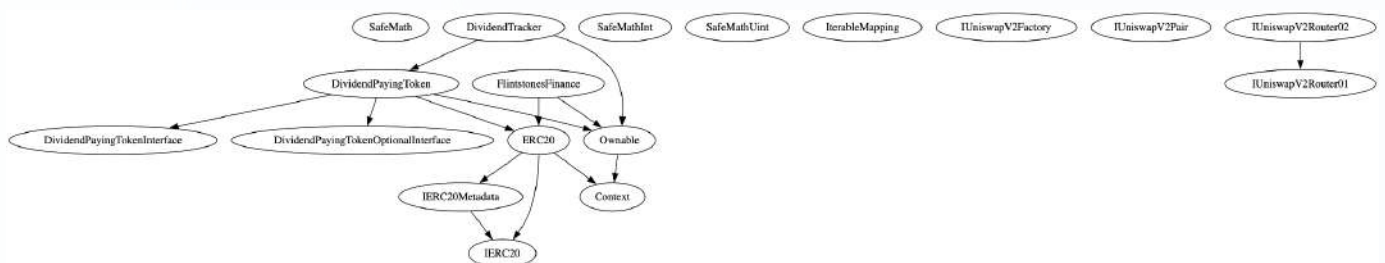 SafeMath DividendTracker SafeMathInt SafeMathUint IterableMapping IUniswapV2Factory IUniswapV2Pair IUniswapV2Router02
DividendPayingToken FlintstonesFinance IUniswapV2Router01
DividendPayingTokenInterface DividendPayingTokenOptionalInterface ERC20 Ownable
IERC20Metadata Context
IERC20